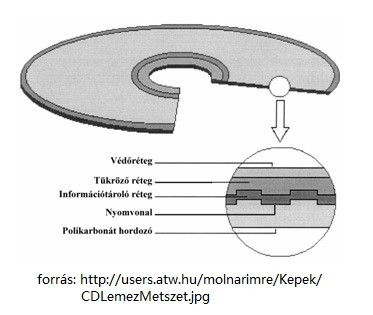 Védőréteg
Tükröző réteg
Információtároló réteg
Nyomvonal
Polikarbonát hordozó
forrás: http://users.atw.hu/molnarimre/Kepek/
CDLemezMetszet.jpg